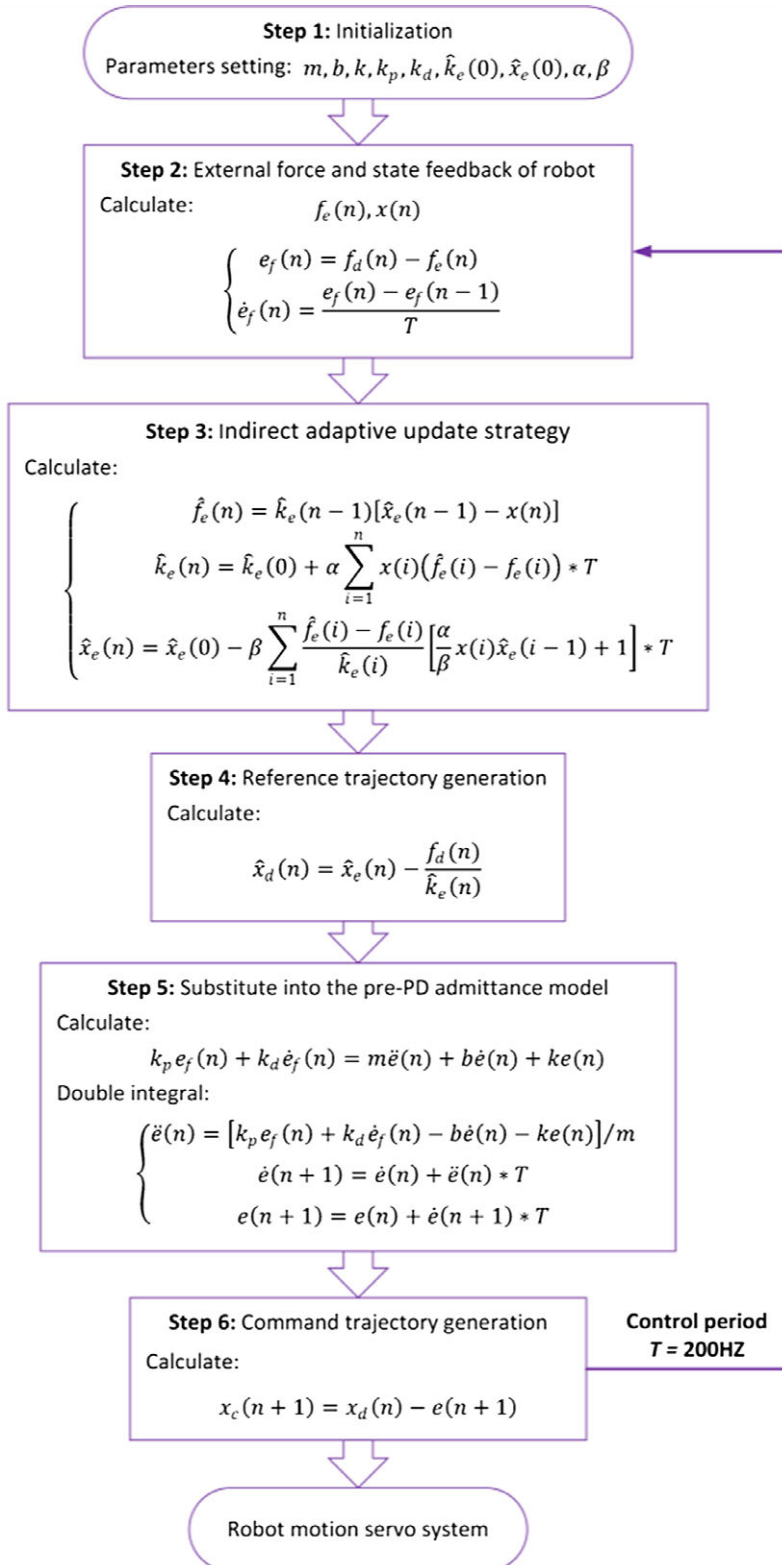 Step 1: Initialization
Parameters setting: m, b, k, k_p, k_d, k̂_e(0), x̂_e(0), α, β
Step 2: External force and state feedback of robot
Calculate: f_e(n), x(n)
e_f(n) = f_d(n) − f_e(n)
ė_f(n) = (e_f(n) − e_f(n − 1)) / T
Step 3: Indirect adaptive update strategy
Calculate:
f̂_e(n) = k̂_e(n − 1)[x̂_e(n − 1) − x(n)]
k̂_e(n) = k̂_e(0) + α ∑_{i=1}^{n} x(i)(f̂_e(i) − f_e(i)) * T
x̂_e(n) = x̂_e(0) − β ∑_{i=1}^{n} (f̂_e(i) − f_e(i)) / k̂_e(i) [α/β x(i)x̂_e(i − 1) + 1] * T
Step 4: Reference trajectory generation
Calculate:
x̂_d(n) = x̂_e(n) − f_d(n) / k̂_e(n)
Step 5: Substitute into the pre-PD admittance model
Calculate:
k_p e_f(n) + k_d ė_f(n) = më(n) + bė(n) + ke(n)
Double integral:
ë(n) = [k_p e_f(n) + k_d ė_f(n) − bė(n) − ke(n)]/m
ė(n + 1) = ė(n) + ë(n) * T
e(n + 1) = e(n) + ė(n + 1) * T
Step 6: Command trajectory generation
Calculate:
x_c(n + 1) = x_d(n) − e(n + 1)
Control period
T = 200HZ
Robot motion servo system